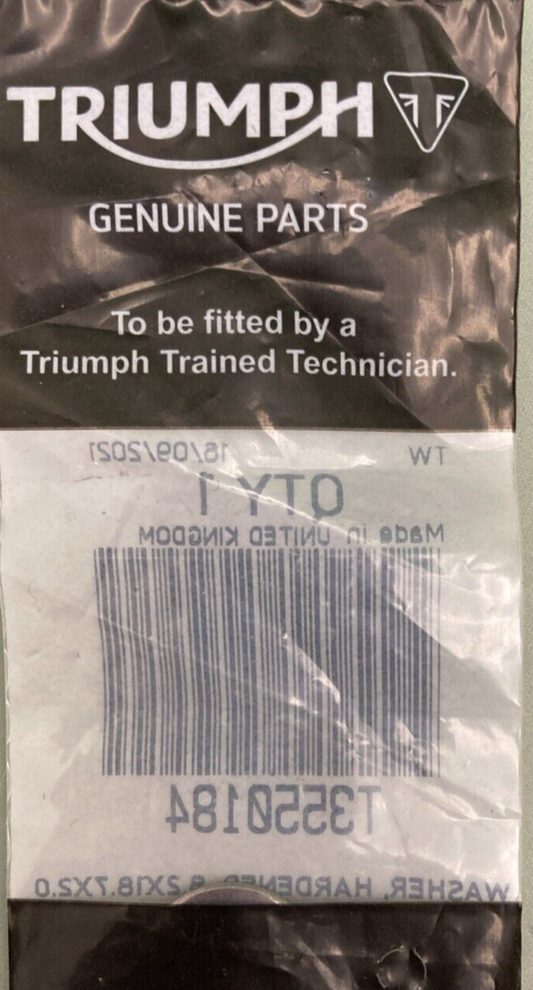 TRIUMPH
GENUINE PARTS
To be fitted by a
Triumph Trained Technician.
TW 16/09/2021
QTY 1
Made in UNITED KINGDOM
T3550184
WASHER, HARDENED 8.2X18.7X2.0